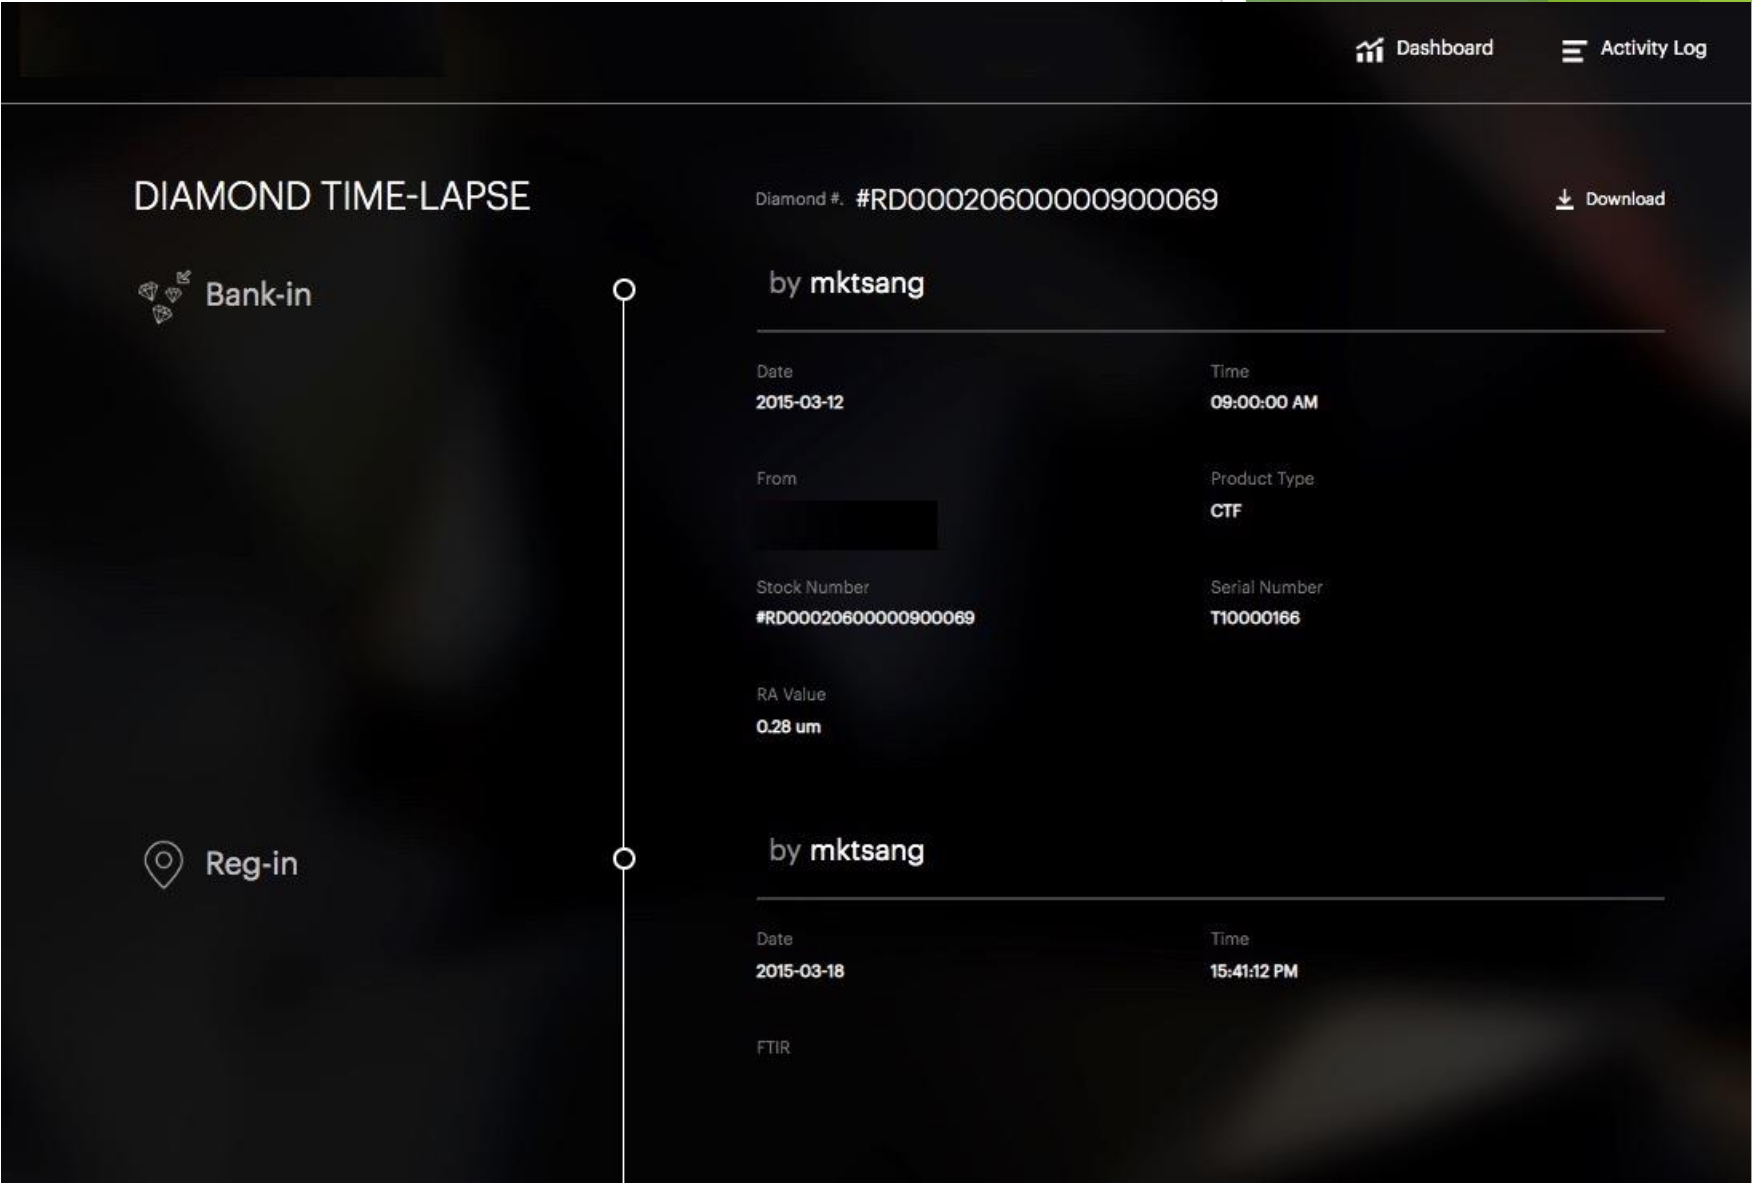 Dashboard
Activity Log
DIAMOND TIME-LAPSE
Diamond #. #RD00020600000900069
Download
Bank-in
by mktsang
Date
Time
2015-03-12
09:00:00 AM
From
Product Type
CTF
Stock Number
Serial Number
#RD00020600000900069
T10000166
RA Value
0.28 um
Reg-in
by mktsang
Date
Time
2015-03-18
15:41:12 PM
FTIR